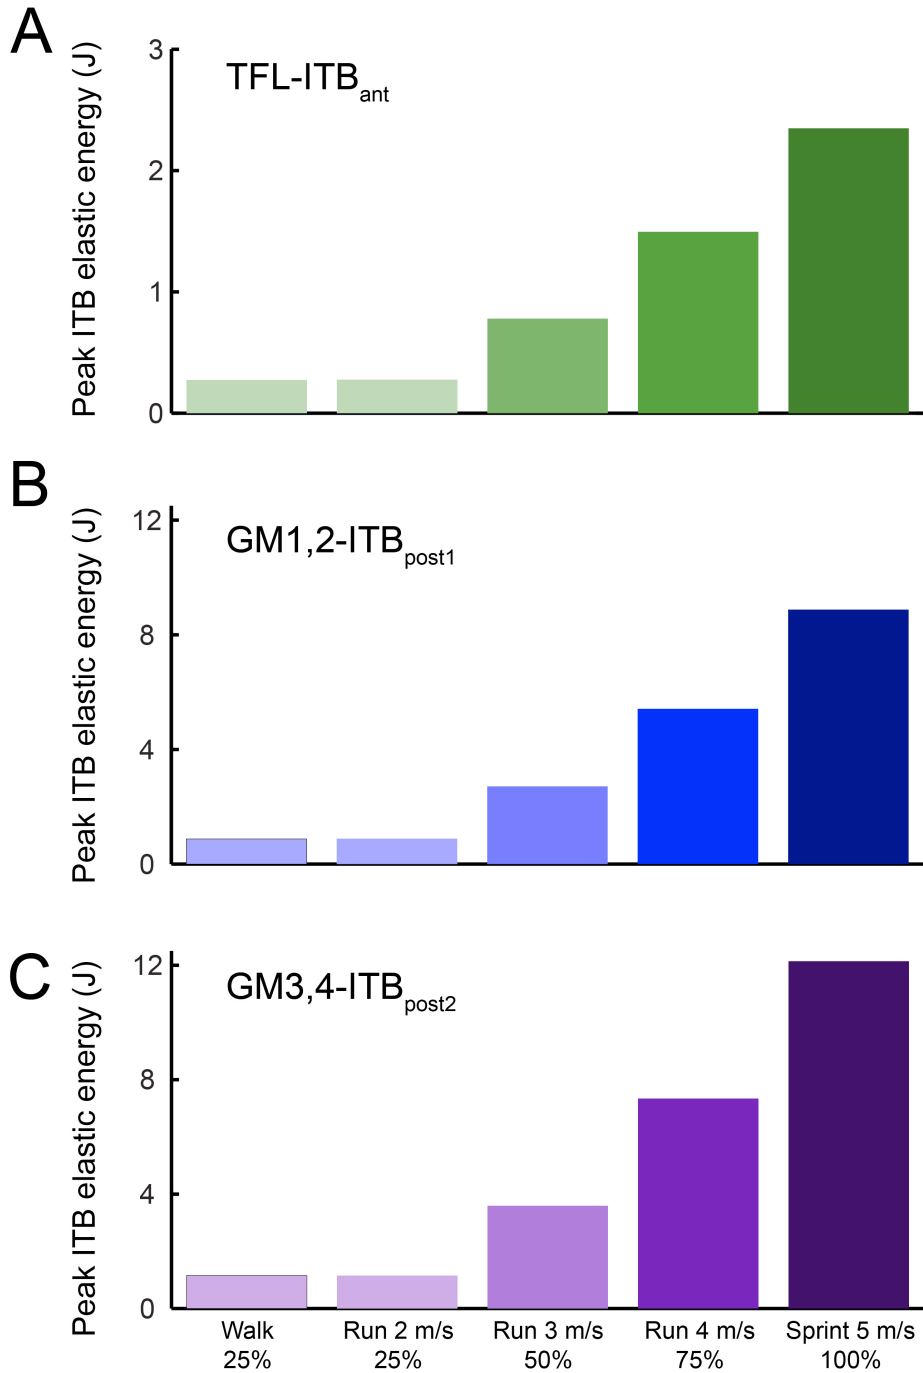 A
Peak ITB elastic energy (J)
TFL-ITBant
3
2
1
0
B
Peak ITB elastic energy (J)
GM1,2-ITBpost1
12
8
4
0
C
Peak ITB elastic energy (J)
GM3,4-ITBpost2
12
8
4
0
Walk Run 2 m/s Run 3 m/s Run 4 m/s Sprint 5 m/s
25% 25% 50% 75% 100%